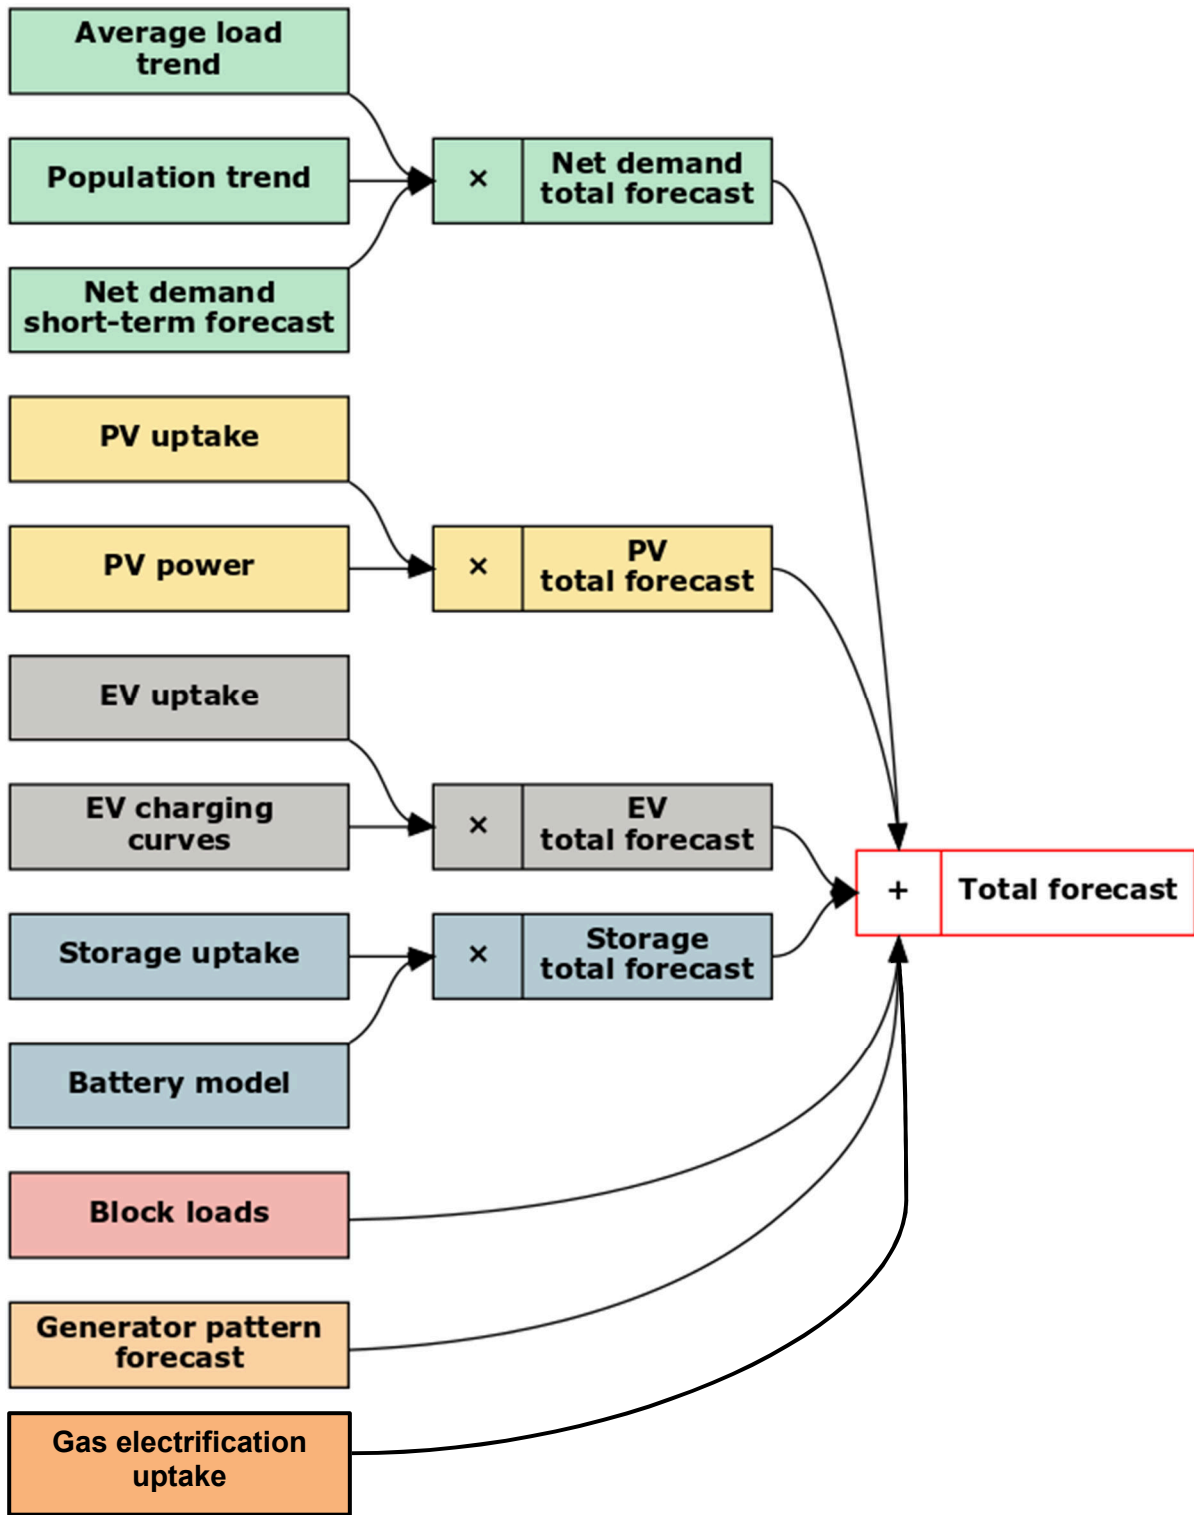 Average load
trend
Population trend
× Net demand
total forecast
Net demand
short-term forecast
PV uptake
PV power
× PV
total forecast
EV uptake
EV charging
curves
× EV
total forecast
+ Total forecast
Storage uptake
× Storage
total forecast
Battery model
Block loads
Generator pattern
forecast
Gas electrification
uptake